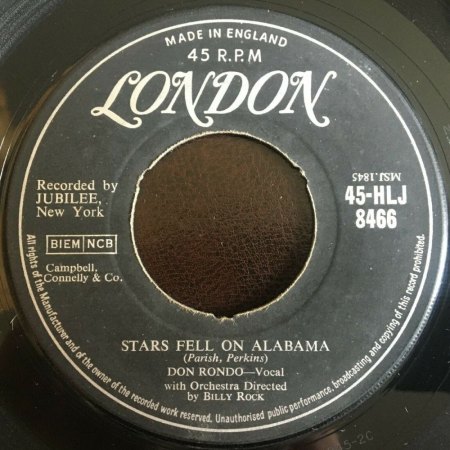 MADE IN ENGLAND
45 R.P.M
LONDON
MSJ.1845
Recorded by
JUBILEE,
New York
45-HLJ
8466
BIEM NCB
Campbell,
Connelly & Co.
STARS FELL ON ALABAMA
(Parish, Perkins)
DON RONDO—Vocal
with Orchestra Directed
by BILLY ROCK
All rights of the Manufacturer and of the owner of the recorded work reserved. Unauthorised public performance, broadcasting and copying of this record prohibited.